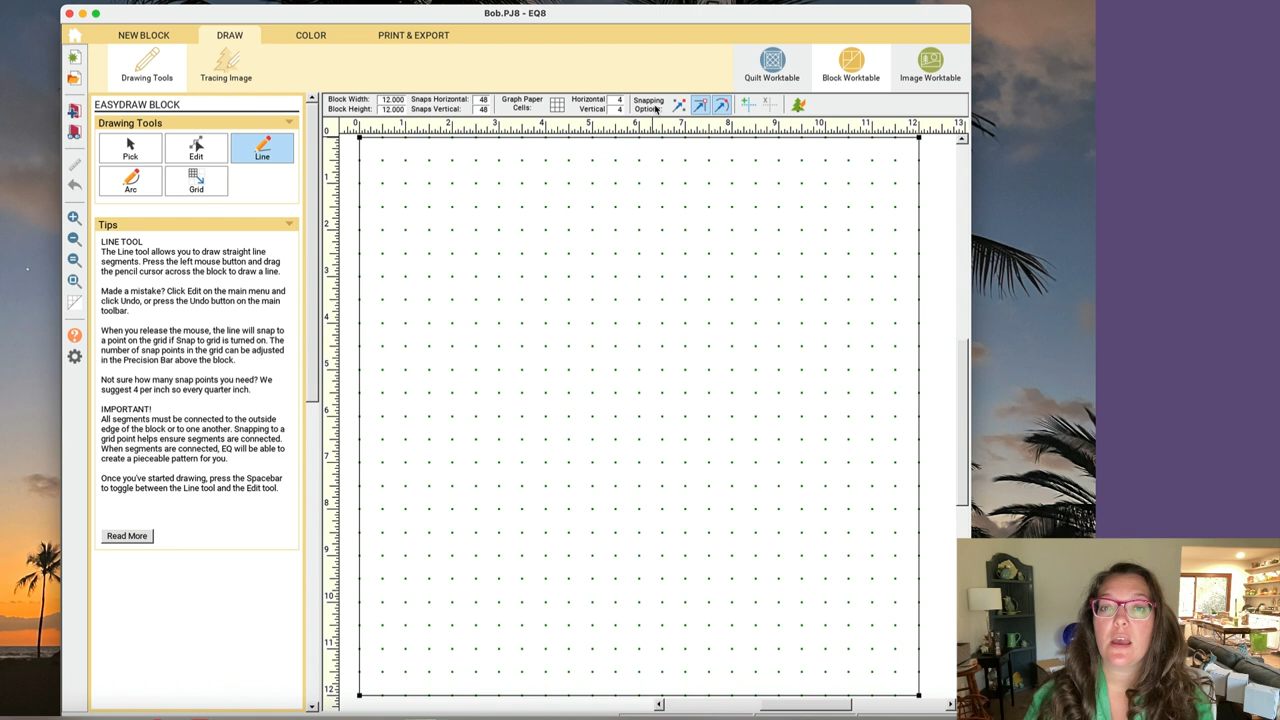 Bob.PJ8 - EQ8
NEW BLOCK DRAW COLOR PRINT & EXPORT
Drawing Tools Tracing Image Quilt Worktable Block Worktable Image Worktable
EASYDRAW BLOCK
Block Width: 12.000 Snaps Horizontal: 48 Graph Paper Cells: Horizontal 4 Snapping Options:
Block Height: 12.000 Snaps Vertical: 48 Vertical 4
0 1 2 3 4 5 6 7 8 9 10 11 12 13
Drawing Tools
Pick Edit Line
Arc Grid
Tips
LINE TOOL
The Line tool allows you to draw straight line
segments. Press the left mouse button and drag
the pencil cursor across the block to draw a line.
Made a mistake? Click Edit on the main menu and
click Undo, or press the Undo button on the main
toolbar.
When you release the mouse, the line will snap to
a point on the grid if Snap to grid is turned on. The
number of snap points in the grid can be adjusted
in the Precision Bar above the block.
Not sure how many snap points you need? We
suggest 4 per inch so every quarter inch.
IMPORTANT!
All segments must be connected to the outside
edge of the block or to one another. Snapping to a
grid point helps ensure segments are connected.
When segments are connected, EQ will be able to
create a pieceable pattern for you.
Once you've started drawing, press the Spacebar
to toggle between the Line tool and the Edit tool.
Read More
0
1
2
3
4
5
6
7
8
9
10
11
12